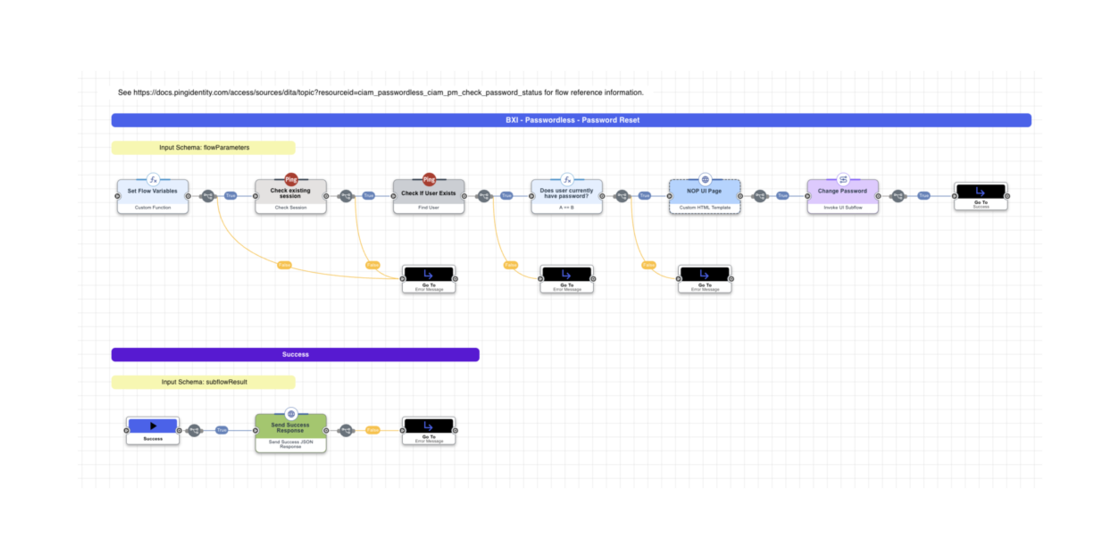 See https://docs.pingidentity.com/access/sources/dita/topic?resourceid=ciam_passwordless_ciam_pm_check_password_status for flow reference information.
BXI - Passwordless - Password Reset
Input Schema: flowParameters
Ping
Ping
Set Flow Variables
Custom Function
True
Check existing
session
Check Session
True
Check If User Exists
Find User
True
Does user currently
have password?
A == B
True
NOP UI Page
Custom HTML Template
True
Change Password
Invoke UI Subflow
True
Go To
Success
False
False
False
False
Go To
Error Message
Go To
Error Message
Go To
Error Message
Success
Input Schema: subflowResult
Success
True
Send Success
Response
Send Success JSON
Response
False
Go To
Error Message